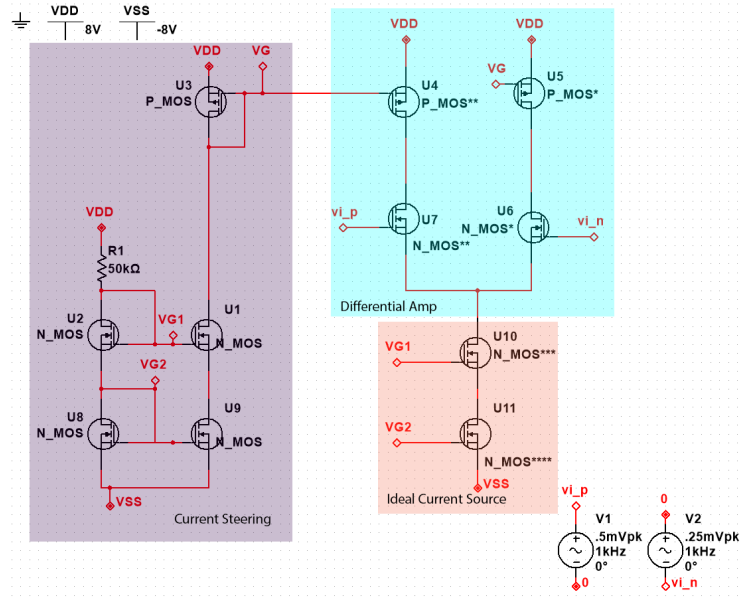 VDD
8V
VSS
-8V
VDD
VG
U3
P_MOS
VDD
R1
50kΩ
U2
N_MOS
VG1
U1
N_MOS
VG2
U8
N_MOS
U9
N_MOS
VSS
Current Steering
VDD
VDD
U4
P_MOS**
VG
U5
P_MOS*
vi_p
U7
N_MOS**
U6
N_MOS*
vi_n
Differential Amp
VG1
U10
N_MOS***
VG2
U11
N_MOS****
VSS
Ideal Current Source
vi_p
V1
.5mVpk
1kHz
0°
0
0
V2
.25mVpk
1kHz
0°
vi_n